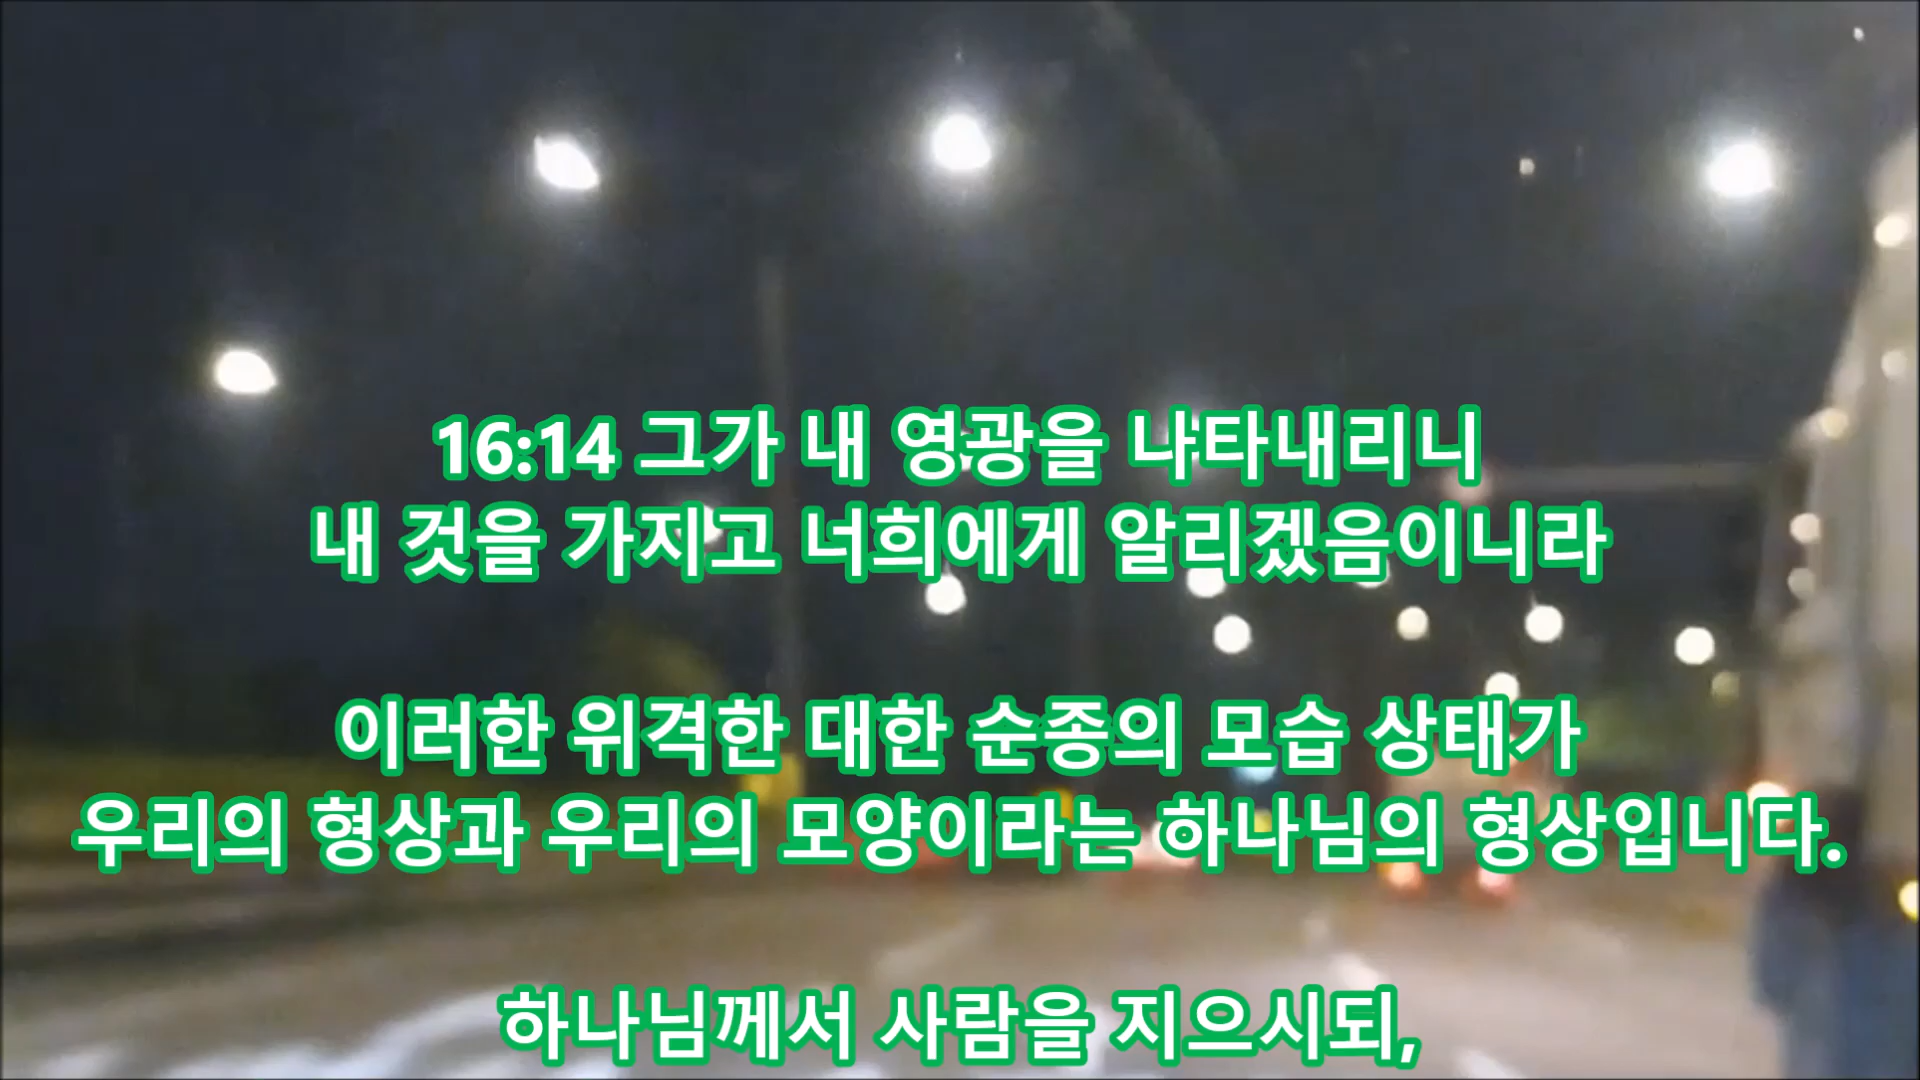 16:14 그가 내 영광을 나타내리니
내 것을 가지고 너희에게 알리겠음이니라
이러한 위격한 대한 순종의 모습 상태가
우리의 형상과 우리의 모양이라는 하나님의 형상입니다.
하나님께서 사람을 지으시되,